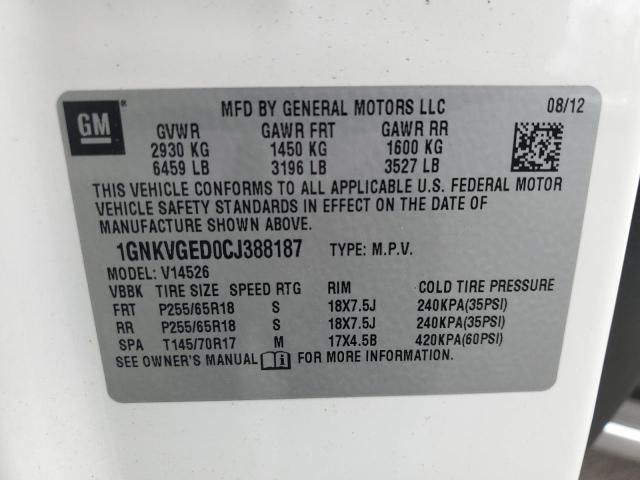 GM
MFD BY GENERAL MOTORS LLC 08/12
GVWR GAWR FRT GAWR RR
2930 KG 1450 KG 1600 KG
6459 LB 3196 LB 3527 LB
THIS VEHICLE CONFORMS TO ALL APPLICABLE U.S. FEDERAL MOTOR
VEHICLE SAFETY STANDARDS IN EFFECT ON THE DATE OF
MANUFACTURE SHOWN ABOVE.
1GNKVGED0CJ388187 TYPE: M.P.V.
MODEL: V14526
VBBK TIRE SIZE SPEED RTG RIM COLD TIRE PRESSURE
FRT P255/65R18 S 18X7.5J 240KPA(35PSI)
RR P255/65R18 S 18X7.5J 240KPA(35PSI)
SPA T145/70R17 M 17X4.5B 420KPA(60PSI)
SEE OWNER'S MANUAL FOR MORE INFORMATION.